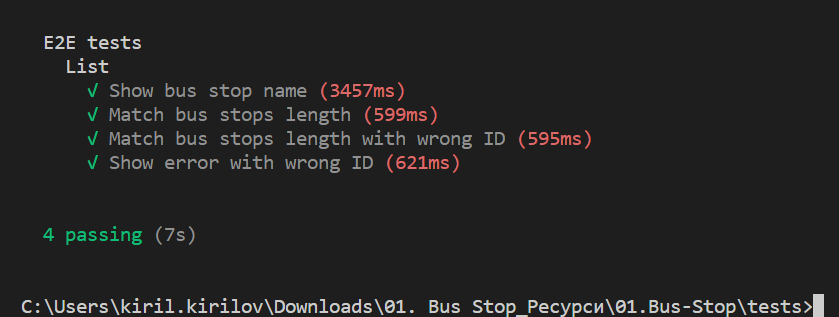 E2E tests
List
√ Show bus stop name (3457ms)
√ Match bus stops length (599ms)
√ Match bus stops length with wrong ID (595ms)
√ Show error with wrong ID (621ms)
4 passing (7s)
C:\Users\kiril.kirilov\Downloads\01. Bus Stop_Ресурси\01.Bus-Stop\tests>